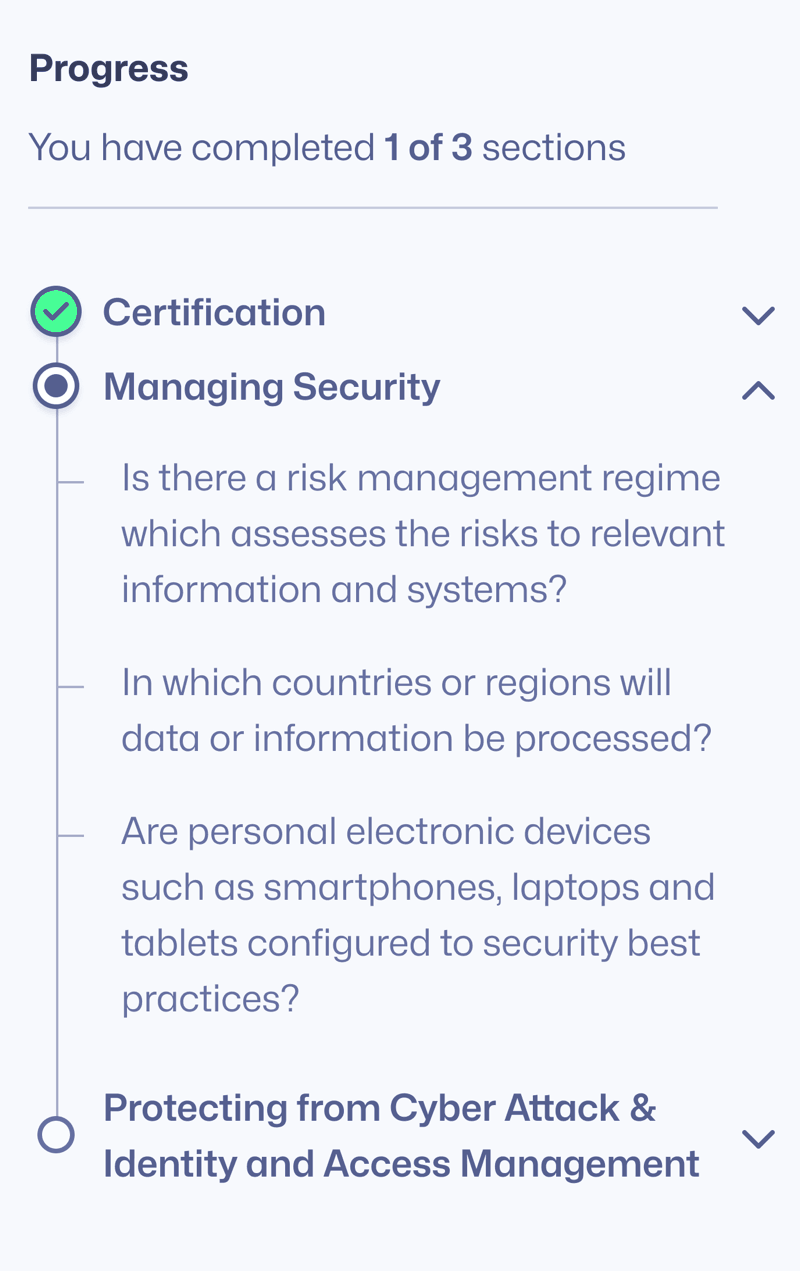 Progress
You have completed 1 of 3 sections
Certification
Managing Security
Is there a risk management regime
which assesses the risks to relevant
information and systems?
In which countries or regions will
data or information be processed?
Are personal electronic devices
such as smartphones, laptops and
tablets configured to security best
practices?
Protecting from Cyber Attack &
Identity and Access Management